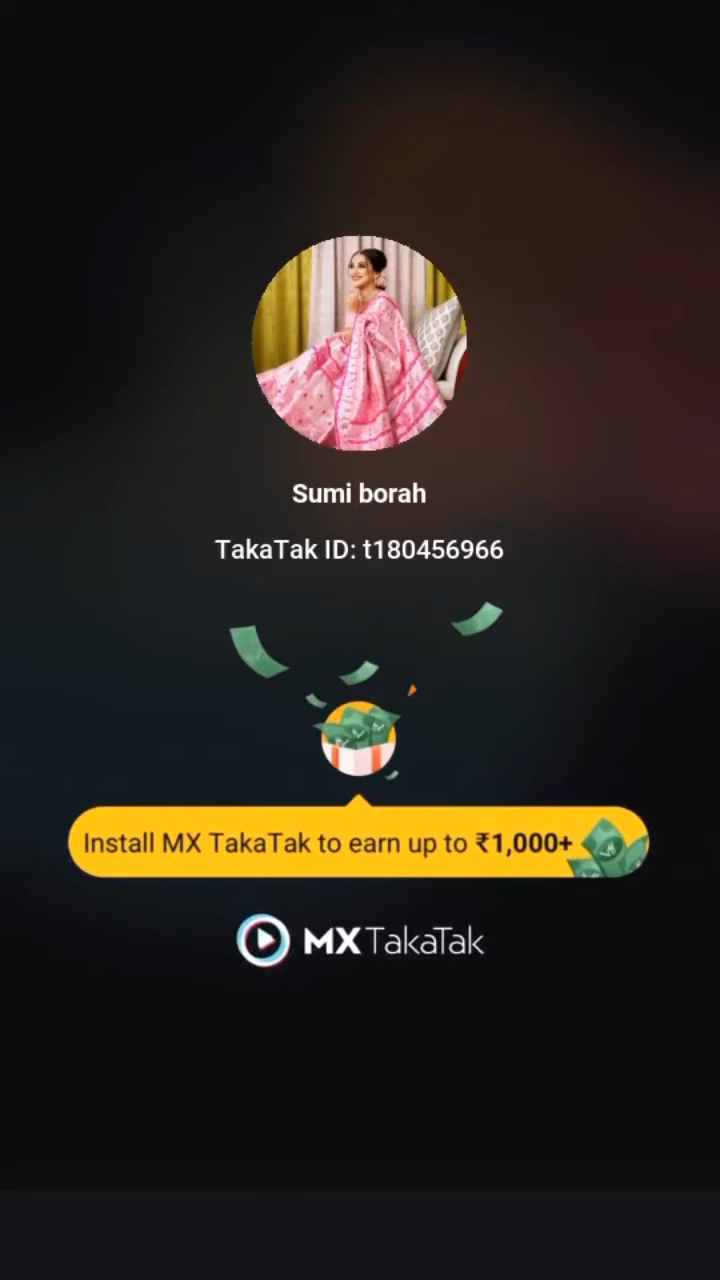 Sumi borah
TakaTak ID: t180456966
Install MX TakaTak to earn up to ₹1,000+
MX TakaTak